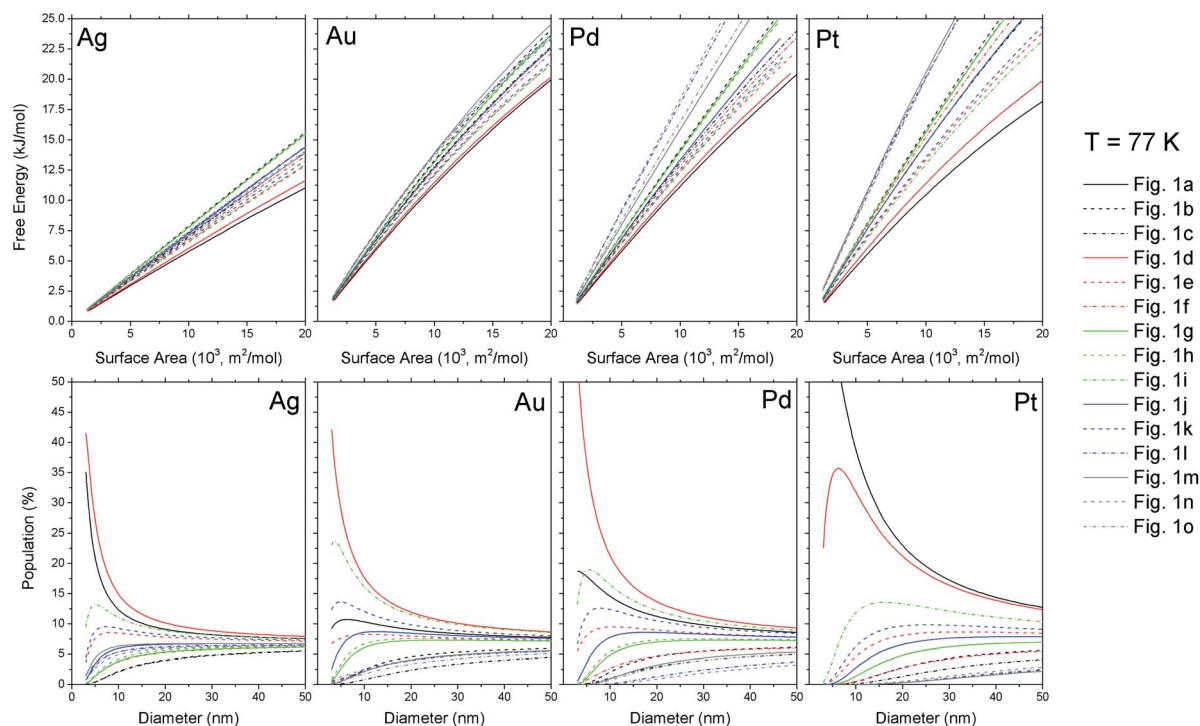 Ag
Au
Pd
Pt
Free Energy (kJ/mol)
25.0
22.5
20.0
17.5
15.0
12.5
10.0
7.5
5.0
2.5
0.0
0 5 10 15 20
5 10 15 20
5 10 15 20
5 10 15 20
Surface Area (10³, m²/mol)
Surface Area (10³, m²/mol)
Surface Area (10³, m²/mol)
Surface Area (10³, m²/mol)
Ag
Au
Pd
Pt
Population (%)
50
45
40
35
30
25
20
15
10
5
0
0 10 20 30 40 50
10 20 30 40 50
10 20 30 40 50
10 20 30 40 50
Diameter (nm)
Diameter (nm)
Diameter (nm)
Diameter (nm)
T = 77 K
Fig. 1a
Fig. 1b
Fig. 1c
Fig. 1d
Fig. 1e
Fig. 1f
Fig. 1g
Fig. 1h
Fig. 1i
Fig. 1j
Fig. 1k
Fig. 1l
Fig. 1m
Fig. 1n
Fig. 1o